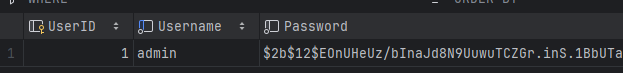 UserID Username Password
1 1 admin $2b$12$EOnUHeUz/bInaJd8N9UuwuTCZGr.inS.1BbUTa